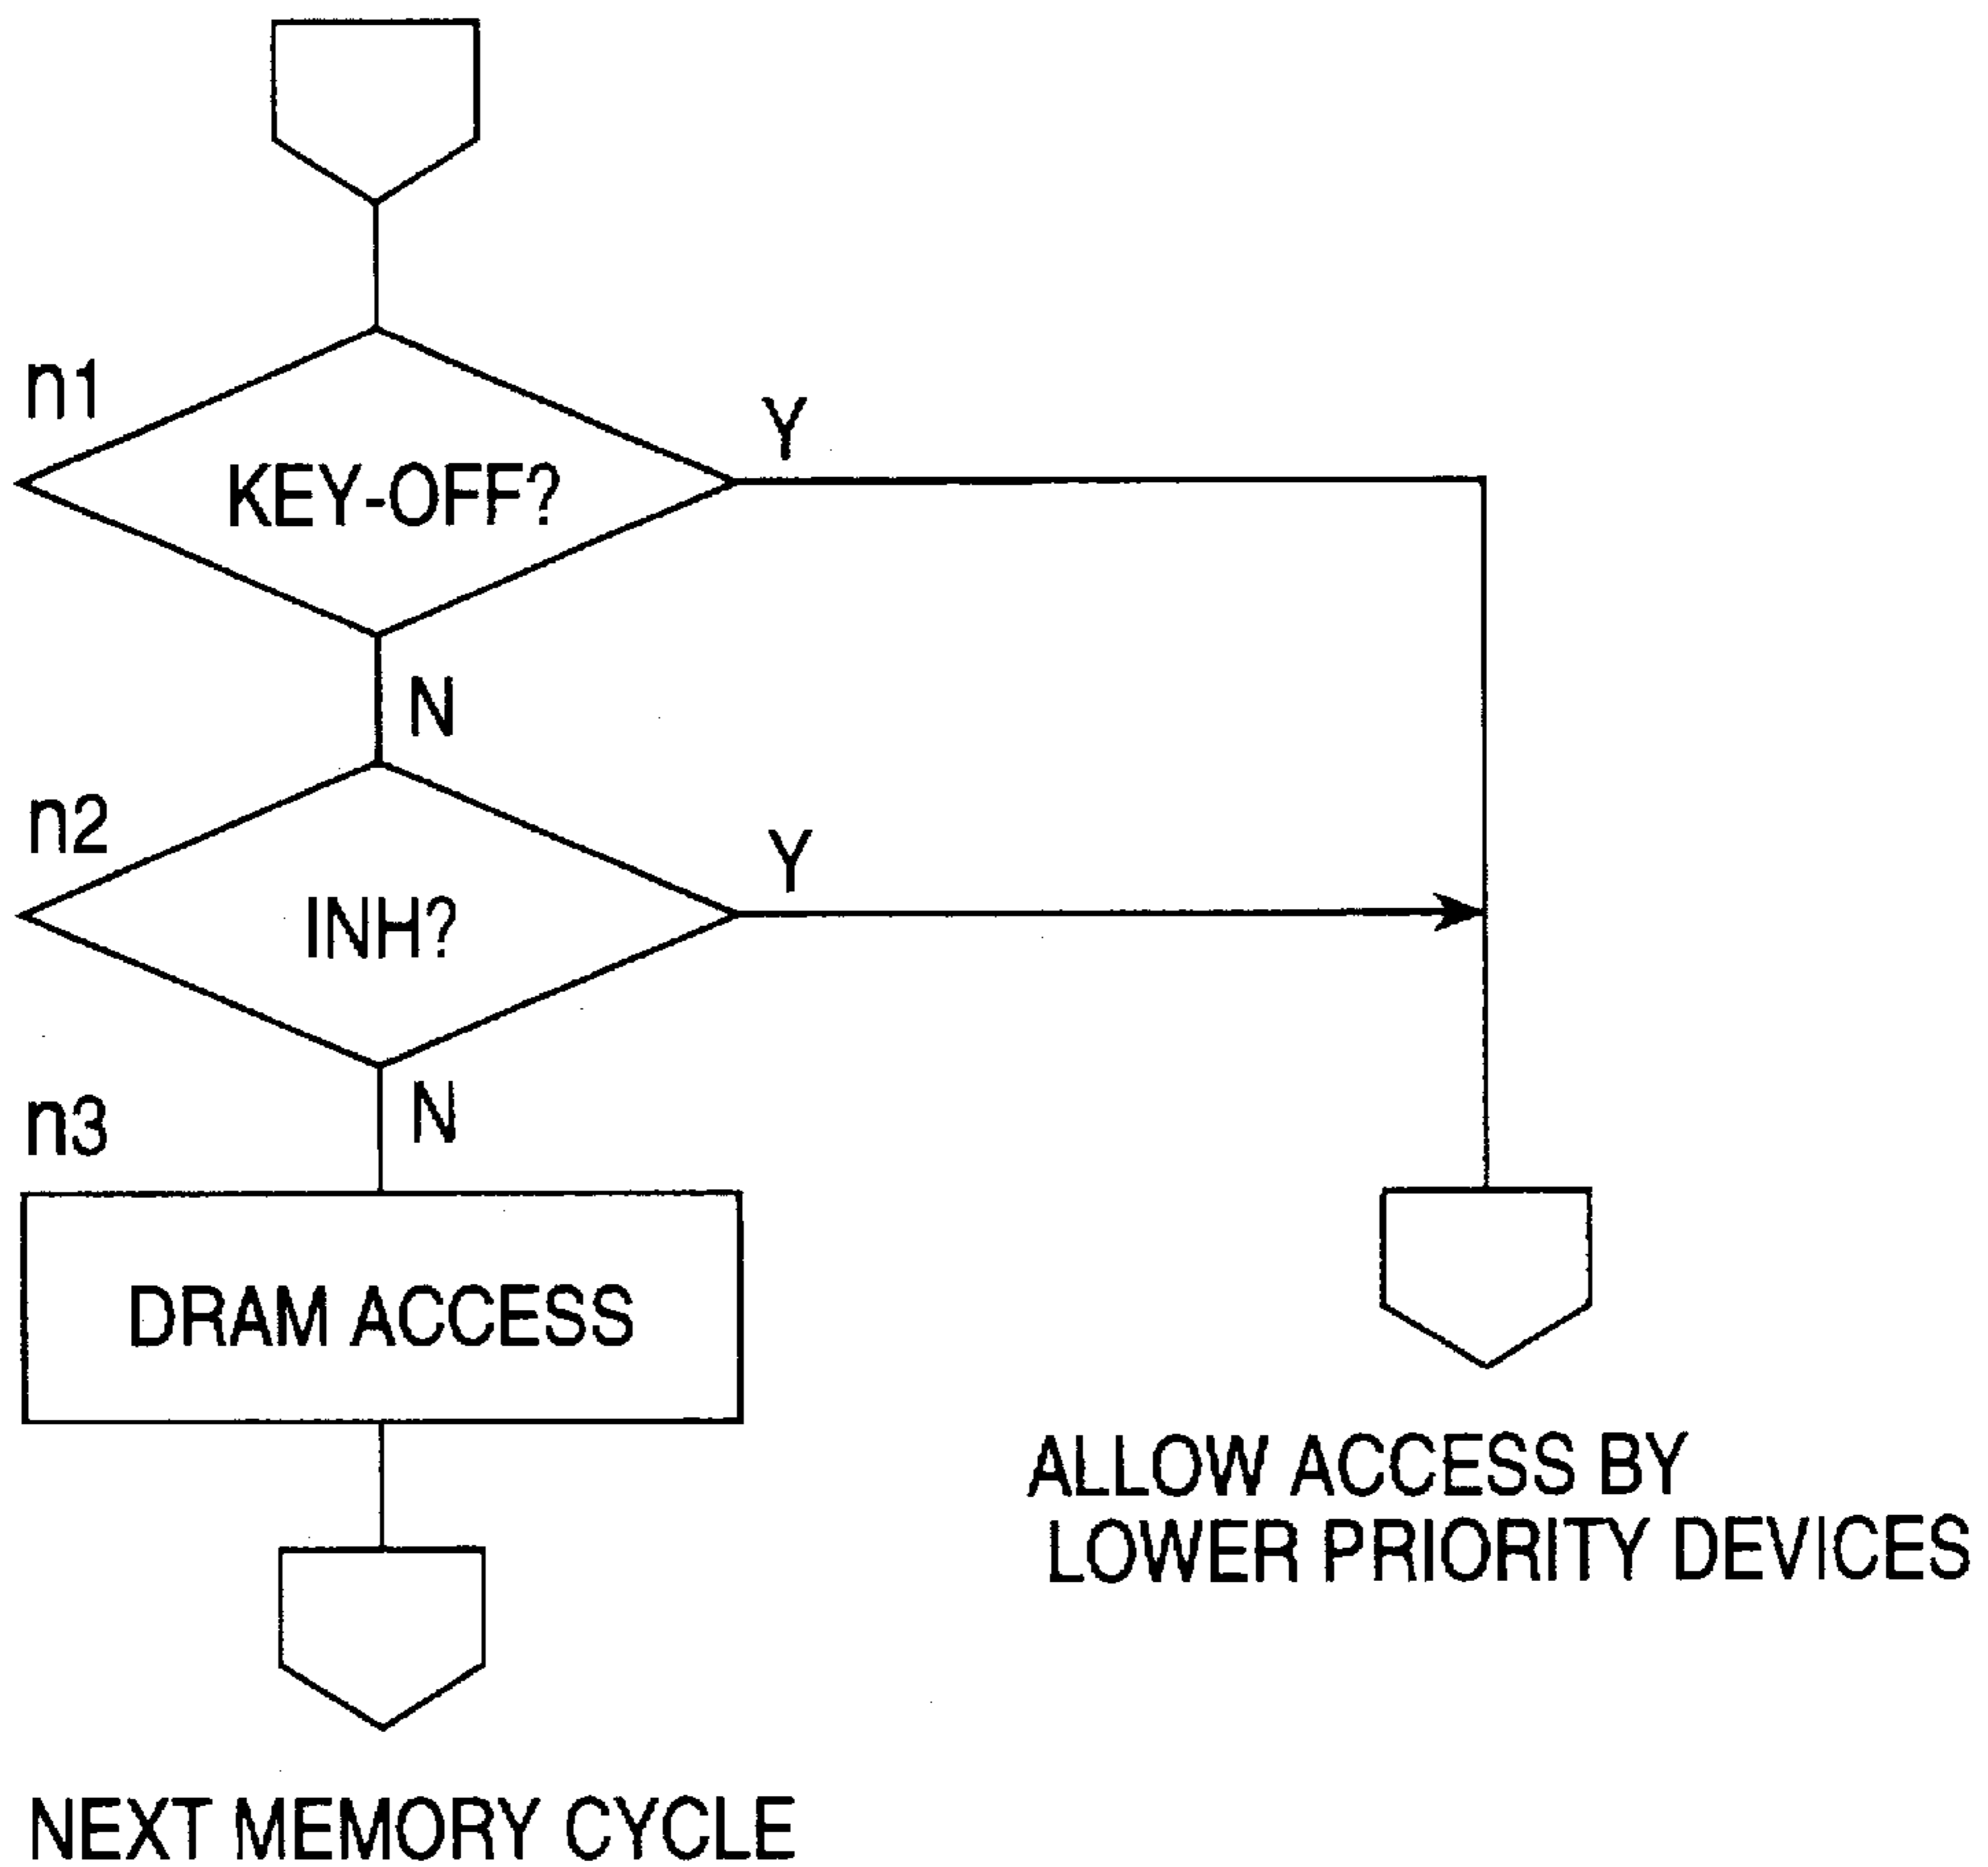 n1
KEY-OFF?
Y
N
n2
INH?
Y
N
n3
DRAM ACCESS
ALLOW ACCESS BY
LOWER PRIORITY DEVICES
NEXT MEMORY CYCLE